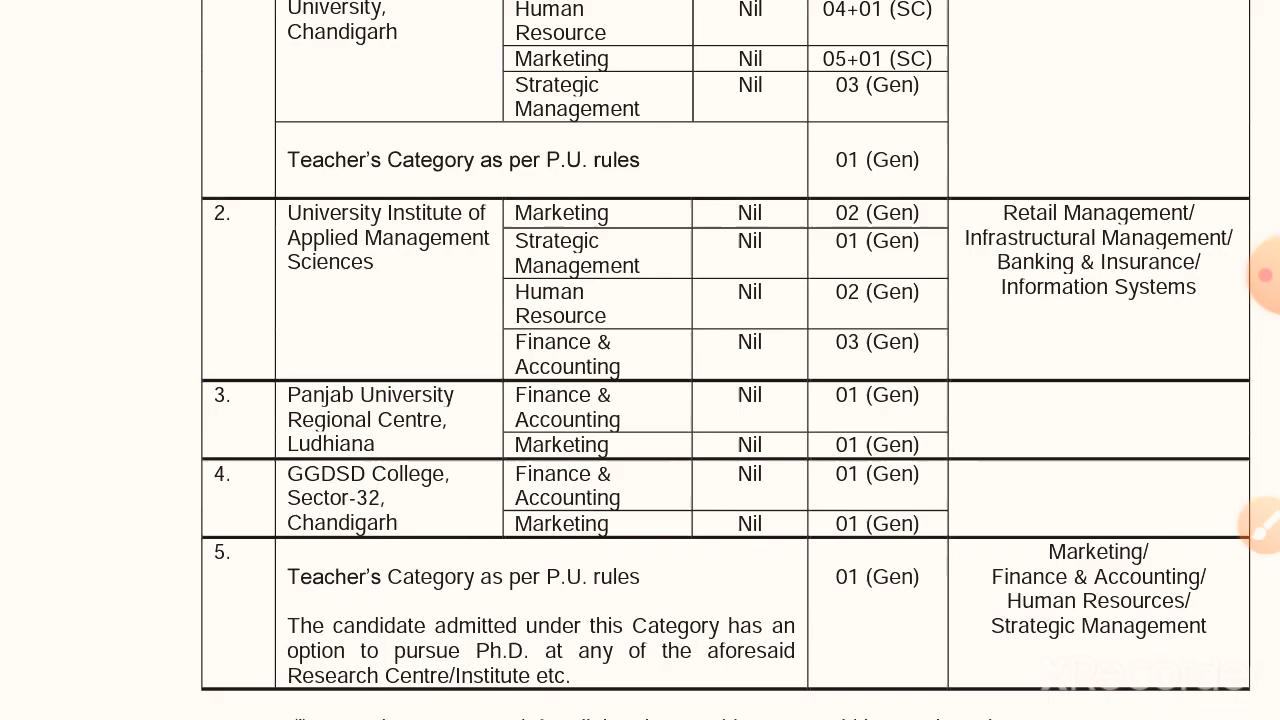 University,
Chandigarh
Human
Resource
Nil
04+01 (SC)
Marketing
Nil
05+01 (SC)
Strategic
Management
Nil
03 (Gen)
Teacher's Category as per P.U. rules
01 (Gen)
2.
University Institute of
Applied Management
Sciences
Marketing
Nil
02 (Gen)
Strategic
Management
Nil
01 (Gen)
Human
Resource
Nil
02 (Gen)
Finance &
Accounting
Nil
03 (Gen)
Retail Management/
Infrastructural Management/
Banking & Insurance/
Information Systems
3.
Panjab University
Regional Centre,
Ludhiana
Finance &
Accounting
Nil
01 (Gen)
Marketing
Nil
01 (Gen)
4.
GGDSD College,
Sector-32,
Chandigarh
Finance &
Accounting
Nil
01 (Gen)
Marketing
Nil
01 (Gen)
5.
Teacher's Category as per P.U. rules
The candidate admitted under this Category has an
option to pursue Ph.D. at any of the aforesaid
Research Centre/Institute etc.
01 (Gen)
Marketing/
Finance & Accounting/
Human Resources/
Strategic Management
XRecorder